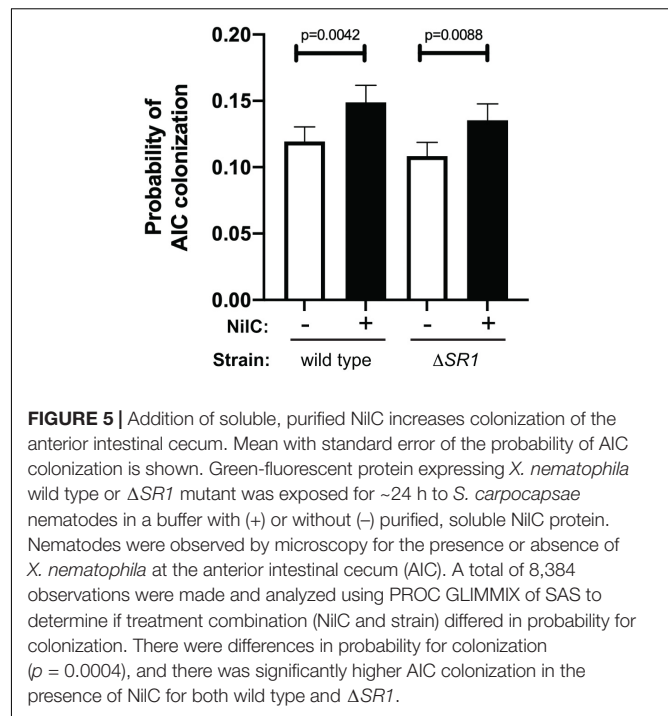 0.20
p=0.0042 p=0.0088
0.15
0.10
0.05
0.00
Probability of
AIC colonization
NilC: - + - +
Strain: wild type ΔSR1
FIGURE 5 | Addition of soluble, purified NilC increases colonization of the
anterior intestinal cecum. Mean with standard error of the probability of AIC
colonization is shown. Green-fluorescent protein expressing X. nematophila
wild type or ΔSR1 mutant was exposed for ~24 h to S. carpocapsae
nematodes in a buffer with (+) or without (–) purified, soluble NilC protein.
Nematodes were observed by microscopy for the presence or absence of
X. nematophila at the anterior intestinal cecum (AIC). A total of 8,384
observations were made and analyzed using PROC GLIMMIX of SAS to
determine if treatment combination (NilC and strain) differed in probability for
colonization. There were differences in probability for colonization
(p = 0.0004), and there was significantly higher AIC colonization in the
presence of NilC for both wild type and ΔSR1.